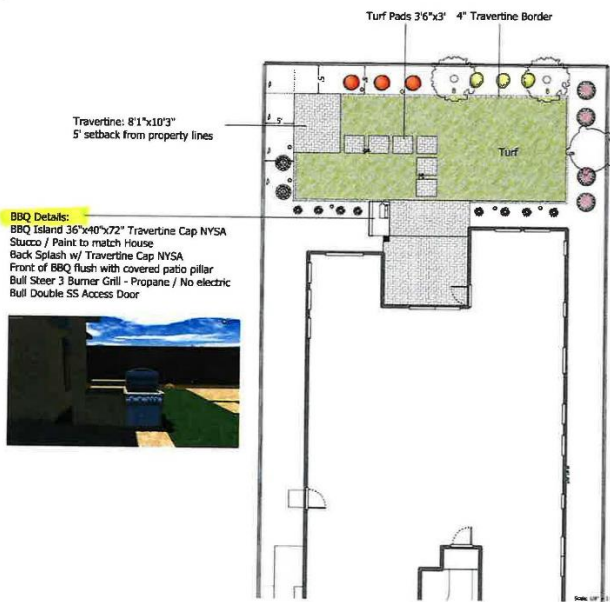 Turf Pads 3'6"x3' 4" Travertine Border
Travertine: 8'1"x10'3"
5' setback from property lines
5'
5'
5'
Turf
BBQ Details:
BBQ Island 36"x40"x72" Travertine Cap NYSA
Stucco / Paint to match House
Back Splash w/ Travertine Cap NYSA
Front of BBQ flush with covered patio pillar
Bull Steer 3 Burner Grill - Propane / No electric
Bull Double SS Access Door